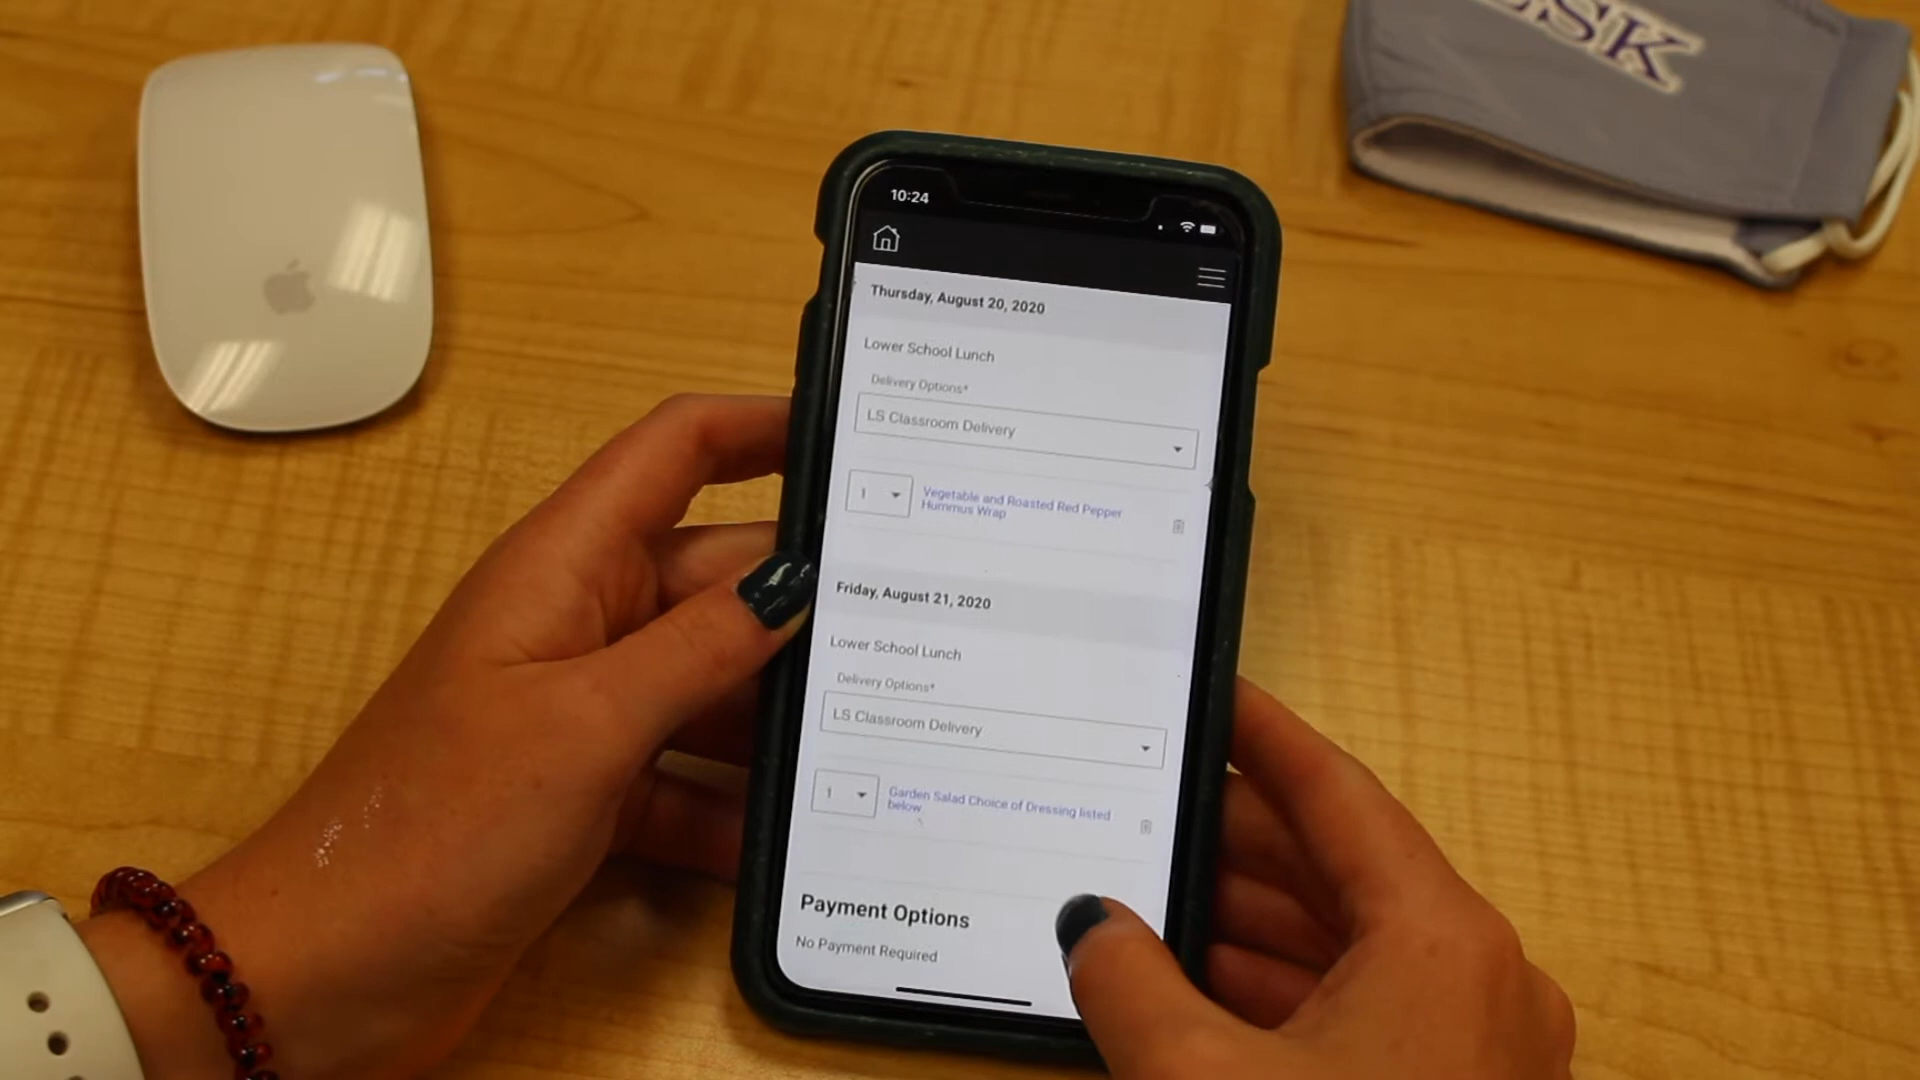 ESK
10:24
Thursday, August 20, 2020
Lower School Lunch
Delivery Options*
LS Classroom Delivery
1
Vegetable and Roasted Red Pepper
Hummus Wrap
Friday, August 21, 2020
Lower School Lunch
Delivery Options*
LS Classroom Delivery
1
Garden Salad Choice of Dressing listed
below
Payment Options
No Payment Required